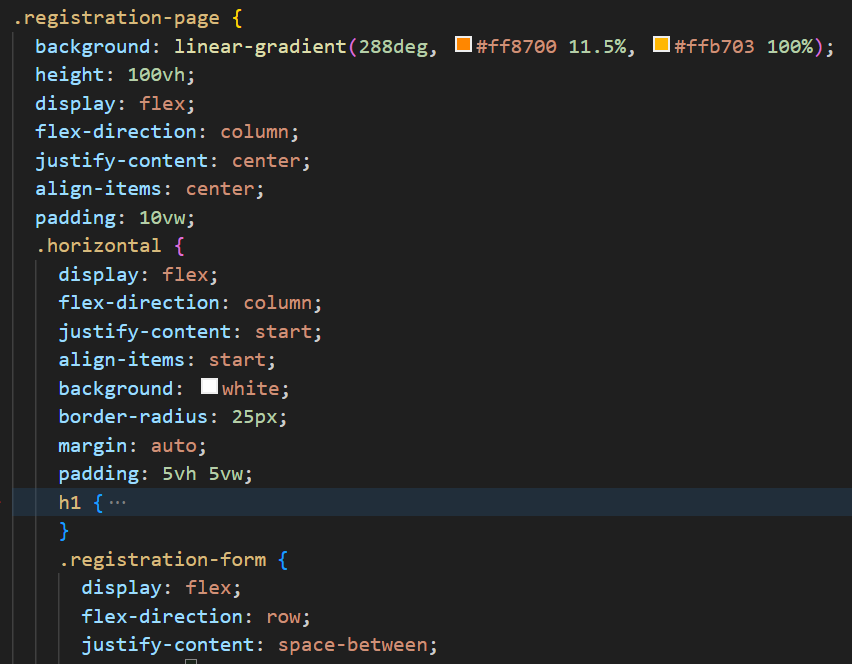 .registration-page {
background: linear-gradient(288deg, #ff8700 11.5%, #ffb703 100%);
height: 100vh;
display: flex;
flex-direction: column;
justify-content: center;
align-items: center;
padding: 10vw;
.horizontal {
display: flex;
flex-direction: column;
justify-content: start;
align-items: start;
background: white;
border-radius: 25px;
margin: auto;
padding: 5vh 5vw;
h1 { ···
}
.registration-form {
display: flex;
flex-direction: row;
justify-content: space-between;